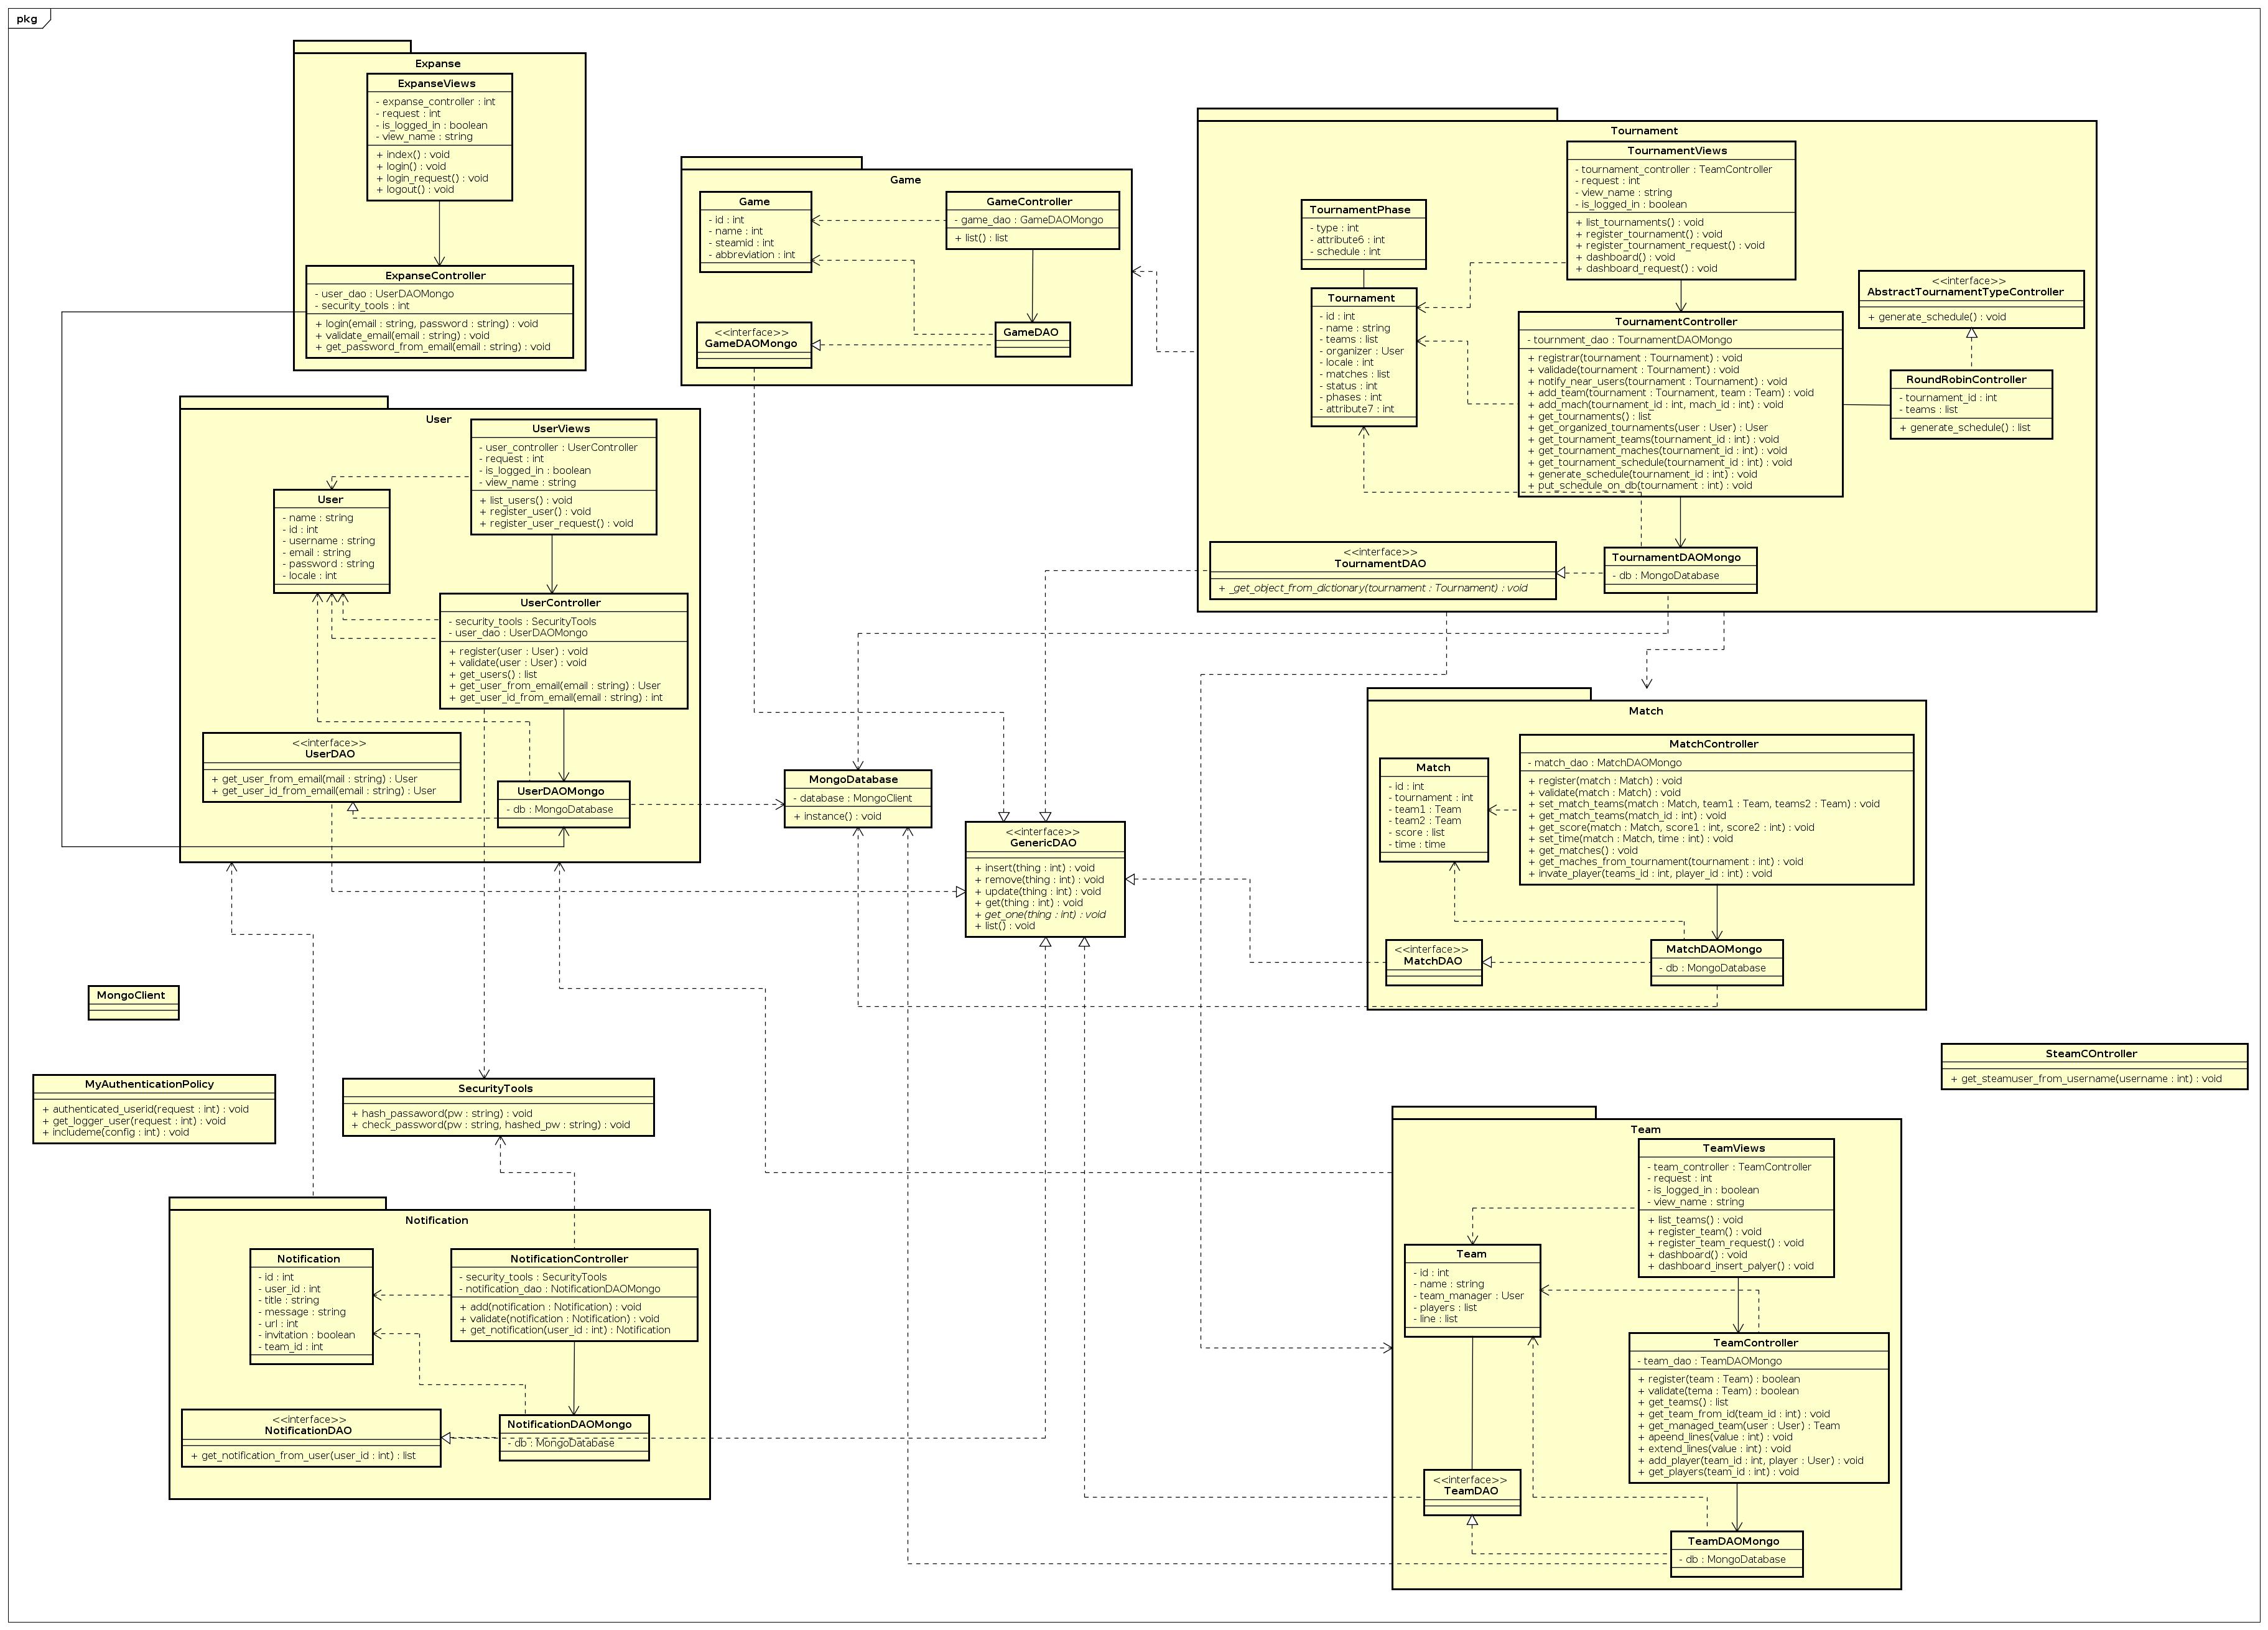 pkg
Expanse
ExpanseViews
- expanse_controller : int
- request : int
- is_logged_in : boolean
- view_name : string
+ index() : void
+ login() : void
+ login_request() : void
+ logout() : void
ExpanseController
- user_dao : UserDAOMongo
- security_tools : int
+ login(email : string, password : string) : void
+ validate_email(email : string) : void
+ get_password_from_email(email : string) : void
Game
Game
- id : int
- name : int
- steamid : int
- abbreviation : int
GameController
- game_dao : GameDAOMongo
+ list() : list
<<interface>>
GameDAOMongo
GameDAO
Tournament
TournamentViews
- tournament_controller : TeamController
- request : int
- view_name : string
- is_logged_in : boolean
+ list_tournaments() : void
+ register_tournament() : void
+ register_tournament_request() : void
+ dashboard() : void
+ dashboard_request() : void
TournamentPhase
- type : int
- attribute6 : int
- schedule : int
Tournament
- id : int
- name : string
- teams : list
- organizer : User
- locale : int
- matches : list
- status : int
- phases : int
- attribute7 : int
TournamentController
- tournment_dao : TournamentDAOMongo
+ registrar(tournament : Tournament) : void
+ validade(tournament : Tournament) : void
+ notify_near_users(tournament : Tournament) : void
+ add_team(tournament : Tournament, team : Team) : void
+ add_mach(tournament_id : int, mach_id : int) : void
+ get_tournaments() : list
+ get_organized_tournaments(user : User) : User
+ get_tournament_teams(tournament_id : int) : void
+ get_tournament_maches(tournament_id : int) : void
+ get_tournament_schedule(tournament_id : int) : void
+ generate_schedule(tournament_id : int) : void
+ put_schedule_on_db(tournament : int) : void
<<interface>>
AbstractTournamentTypeController
+ generate_schedule() : void
RoundRobinController
- tournament_id : int
- teams : list
+ generate_schedule() : list
<<interface>>
TournamentDAO
+ _get_object_from_dictionary(tournament : Tournament) : void
TournamentDAOMongo
- db : MongoDatabase
User
UserViews
- user_controller : UserController
- request : int
- is_logged_in : boolean
- view_name : string
+ list_users() : void
+ register_user() : void
+ register_user_request() : void
User
- name : string
- id : int
- username : string
- email : string
- password : string
- locale : int
UserController
- security_tools : SecurityTools
- user_dao : UserDAOMongo
+ register(user : User) : void
+ validate(user : User) : void
+ get_users() : list
+ get_user_from_email(email : string) : User
+ get_user_id_from_email(email : string) : int
<<interface>>
UserDAO
+ get_user_from_email(mail : string) : User
+ get_user_id_from_email(email : string) : User
UserDAOMongo
- db : MongoDatabase
MongoDatabase
- database : MongoClient
+ instance() : void
<<interface>>
GenericDAO
+ insert(thing : int) : void
+ remove(thing : int) : void
+ update(thing : int) : void
+ get(thing : int) : void
+ get_one(thing : int) : void
+ list() : void
Match
MatchController
- match_dao : MatchDAOMongo
+ register(match : Match) : void
+ validate(match : Match) : void
+ set_match_teams(match : Match, team1 : Team, teams2 : Team) : void
+ get_match_teams(match_id : int) : void
+ get_score(match : Match, score1 : int, score2 : int) : void
+ set_time(match : Match, time : int) : void
+ get_matches() : void
+ get_maches_from_tournament(tournament : int) : void
+ invate_player(teams_id : int, player_id : int) : void
Match
- id : int
- tournament : int
- team1 : Team
- team2 : Team
- score : list
- time : time
<<interface>>
MatchDAO
MatchDAOMongo
- db : MongoDatabase
MongoClient
MyAuthenticationPolicy
+ authenticated_userid(request : int) : void
+ get_logger_user(request : int) : void
+ includeme(config : int) : void
SecurityTools
+ hash_passaword(pw : string) : void
+ check_password(pw : string, hashed_pw : string) : void
SteamCOntroller
+ get_steamuser_from_username(username : int) : void
Notification
Notification
- id : int
- user_id : int
- title : string
- message : string
- url : int
- invitation : boolean
- team_id : int
NotificationController
- security_tools : SecurityTools
- notification_dao : NotificationDAOMongo
+ add(notification : Notification) : void
+ validate(notification : Notification) : void
+ get_notification(user_id : int) : Notification
<<interface>>
NotificationDAO
+ get_notification_from_user(user_id : int) : list
NotificationDAOMongo
- db : MongoDatabase
Team
TeamViews
- team_controller : TeamController
- request : int
- is_logged_in : boolean
- view_name : string
+ list_teams() : void
+ register_team() : void
+ register_team_request() : void
+ dashboard() : void
+ dashboard_insert_palyer() : void
Team
- id : int
- name : string
- team_manager : User
- players : list
- line : list
TeamController
- team_dao : TeamDAOMongo
+ register(team : Team) : boolean
+ validate(tema : Team) : boolean
+ get_teams() : list
+ get_team_from_id(team_id : int) : void
+ get_managed_team(user : User) : Team
+ apeend_lines(value : int) : void
+ extend_lines(value : int) : void
+ add_player(team_id : int, player : User) : void
+ get_players(team_id : int) : void
<<interface>>
TeamDAO
TeamDAOMongo
- db : MongoDatabase